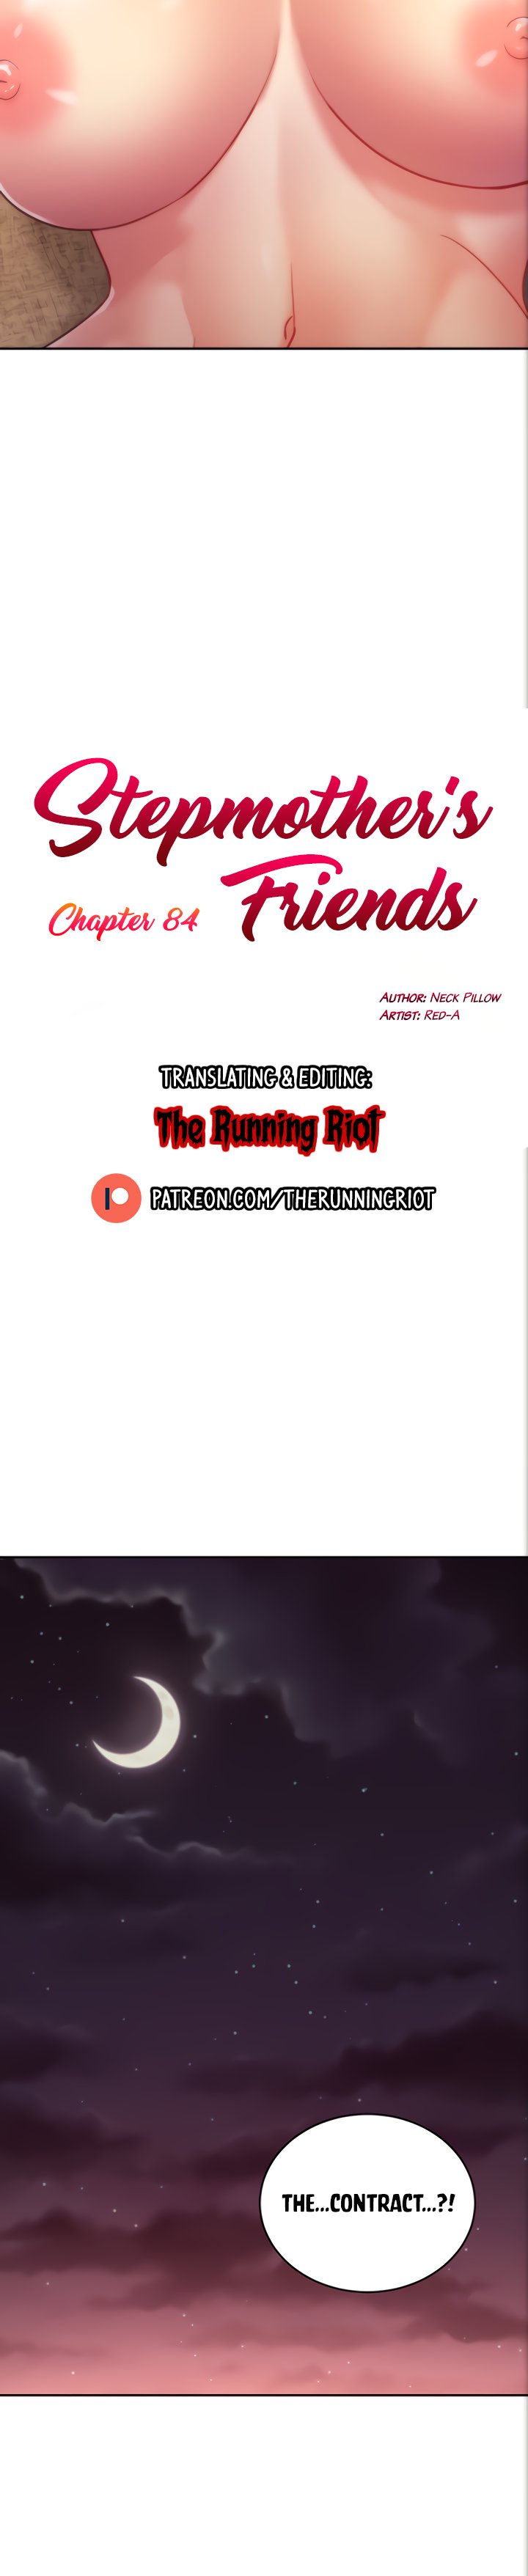 Stepmother's
Friends
Chapter 84
AUTHOR: NECK PILLOW
ARTIST: RED-A
TRANSLATING & EDITING:
The Running Riot
PATREON.COM/THERUNNINGRIOT
THE...CONTRACT...?!